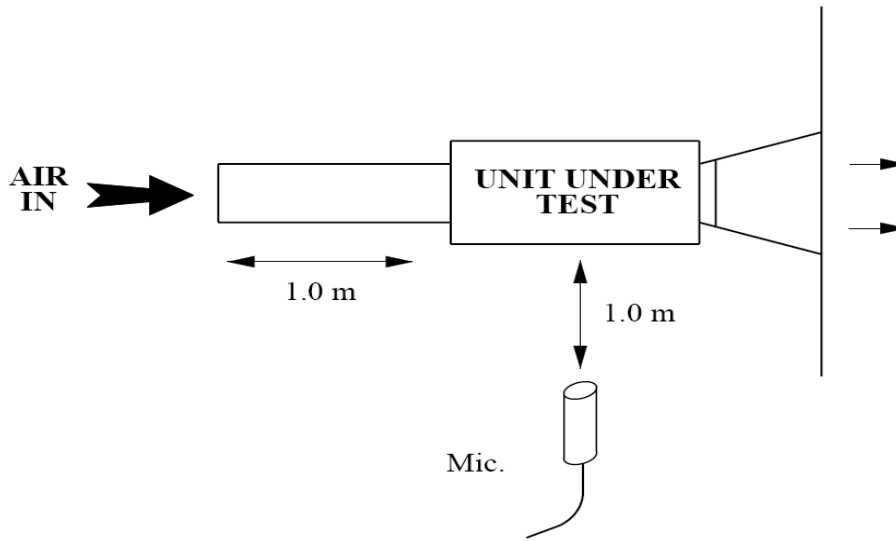 AIR
IN
UNIT UNDER
TEST
1.0 m
1.0 m
Mic.